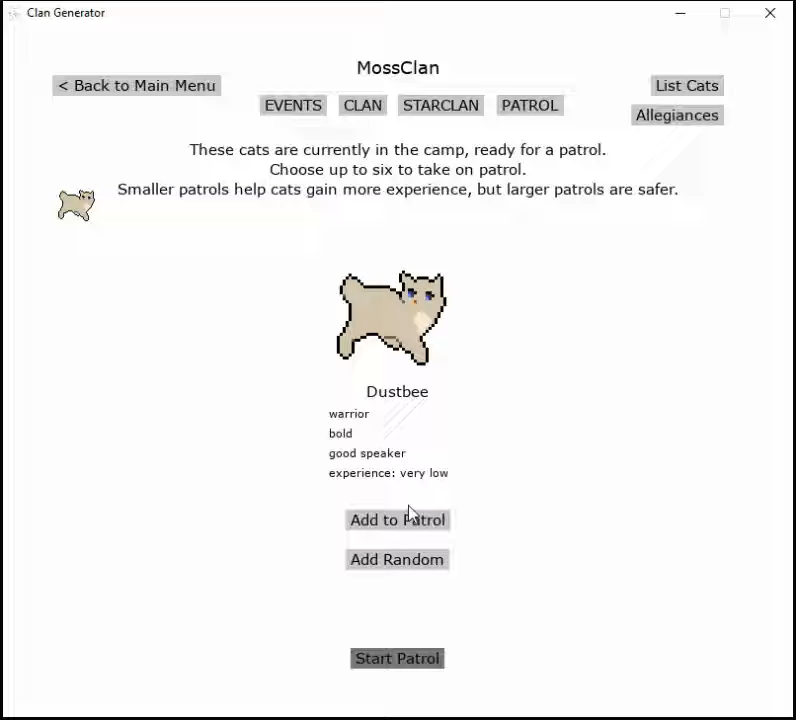 Clan Generator
MossClan
< Back to Main Menu
List Cats
EVENTS
CLAN
STARCLAN
PATROL
Allegiances
These cats are currently in the camp, ready for a patrol.
Choose up to six to take on patrol.
Smaller patrols help cats gain more experience, but larger patrols are safer.
Dustbee
warrior
bold
good speaker
experience: very low
Add to Patrol
Add Random
Start Patrol